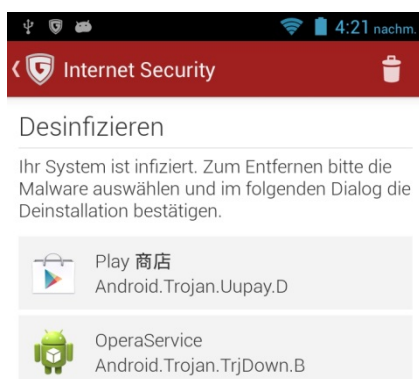 4:21 nachm.
Internet Security
Desinfizieren
Ihr System ist infiziert. Zum Entfernen bitte die
Malware auswählen und im folgenden Dialog die
Deinstallation bestätigen.
Play 商店
Android.Trojan.Uupay.D
OperaService
Android.Trojan.TrjDown.B